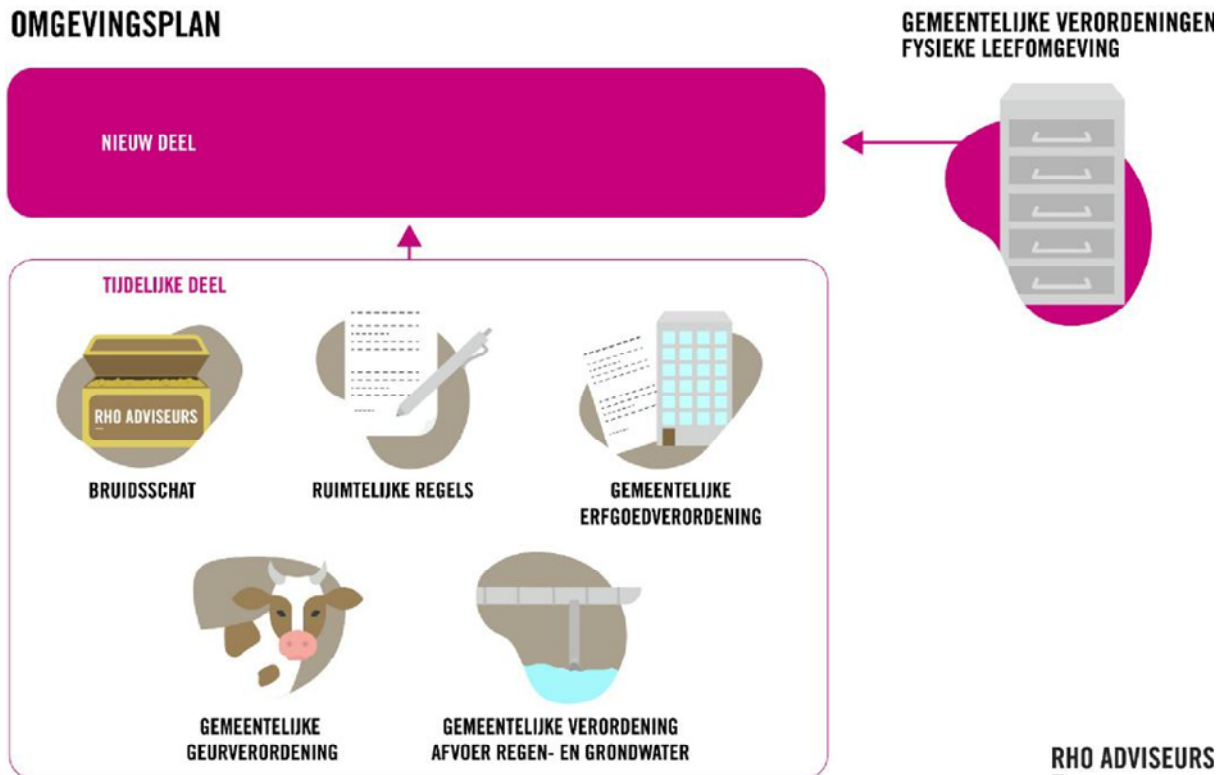 OMGEVINGSPLAN
GEMEENTELIJKE VERORDENINGEN
FYSIEKE LEEFOMGEVING
NIEUW DEEL
TIJDELIJKE DEEL
RHO ADVISEURS
BRUIDSSCHAT
RUIMTELIJKE REGELS
GEMEENTELIJKE
ERFGOEDVERORDENING
GEMEENTELIJKE
GEURVERORDENING
GEMEENTELIJKE VERORDENING
AFVOER REGEN- EN GRONDWATER
RHO ADVISEURS